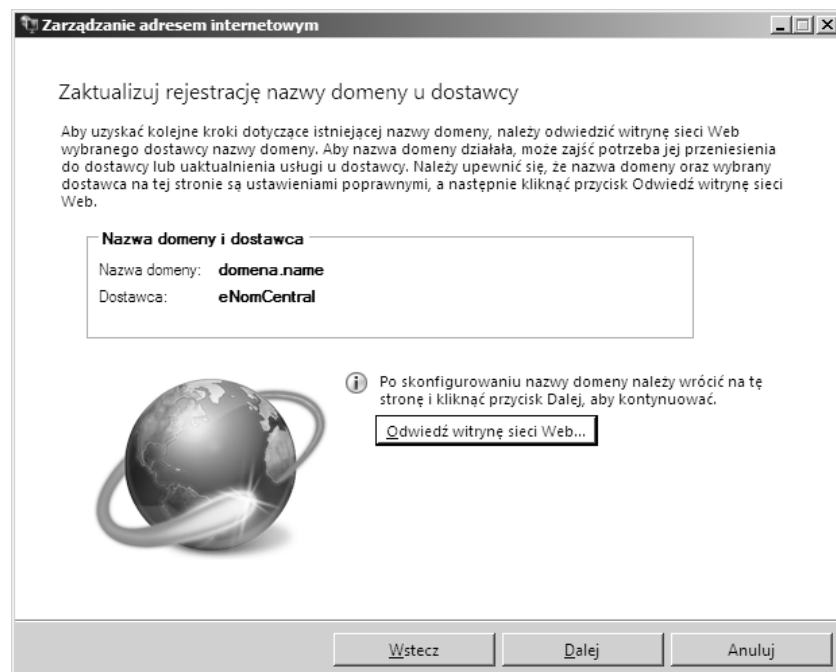 Zarządzanie adresem internetowym
Zaktualizuj rejestrację nazwy domeny u dostawcy
Aby uzyskać kolejne kroki dotyczące istniejącej nazwy domeny, należy odwiedzić witrynę sieci Web
wybranego dostawcy nazwy domeny. Aby nazwa domeny działała, może zajść potrzeba jej przeniesienia
do dostawcy lub uaktualnienia usługi u dostawcy. Należy upewnić się, że nazwa domeny oraz wybrany
dostawca na tej stronie są ustawieniami poprawnymi, a następnie kliknąć przycisk Odwiedź witrynę sieci
Web.
Nazwa domeny i dostawca
Nazwa domeny: domena.name
Dostawca: eNomCentral
Po skonfigurowaniu nazwy domeny należy wrócić na tę
stronę i kliknąć przycisk Dalej, aby kontynuować.
Odwiedź witrynę sieci Web...
Wstecz Dalej Anuluj